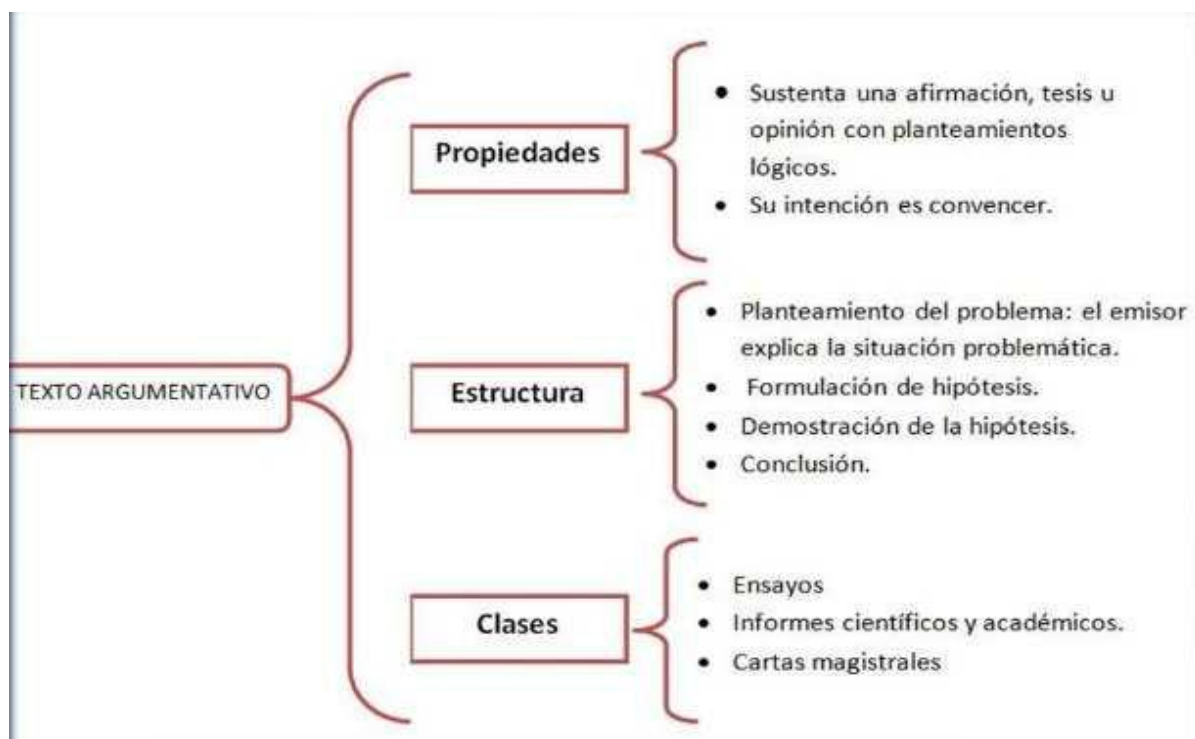 TEXTO ARGUMENTATIVO
Propiedades
• Sustenta una afirmación, tesis u
opinión con planteamientos
lógicos.
• Su intención es convencer.
Estructura
• Planteamiento del problema: el emisor
explica la situación problemática.
• Formulación de hipótesis.
• Demostración de la hipótesis.
• Conclusión.
Clases
• Ensayos
• Informes científicos y académicos.
• Cartas magistrales